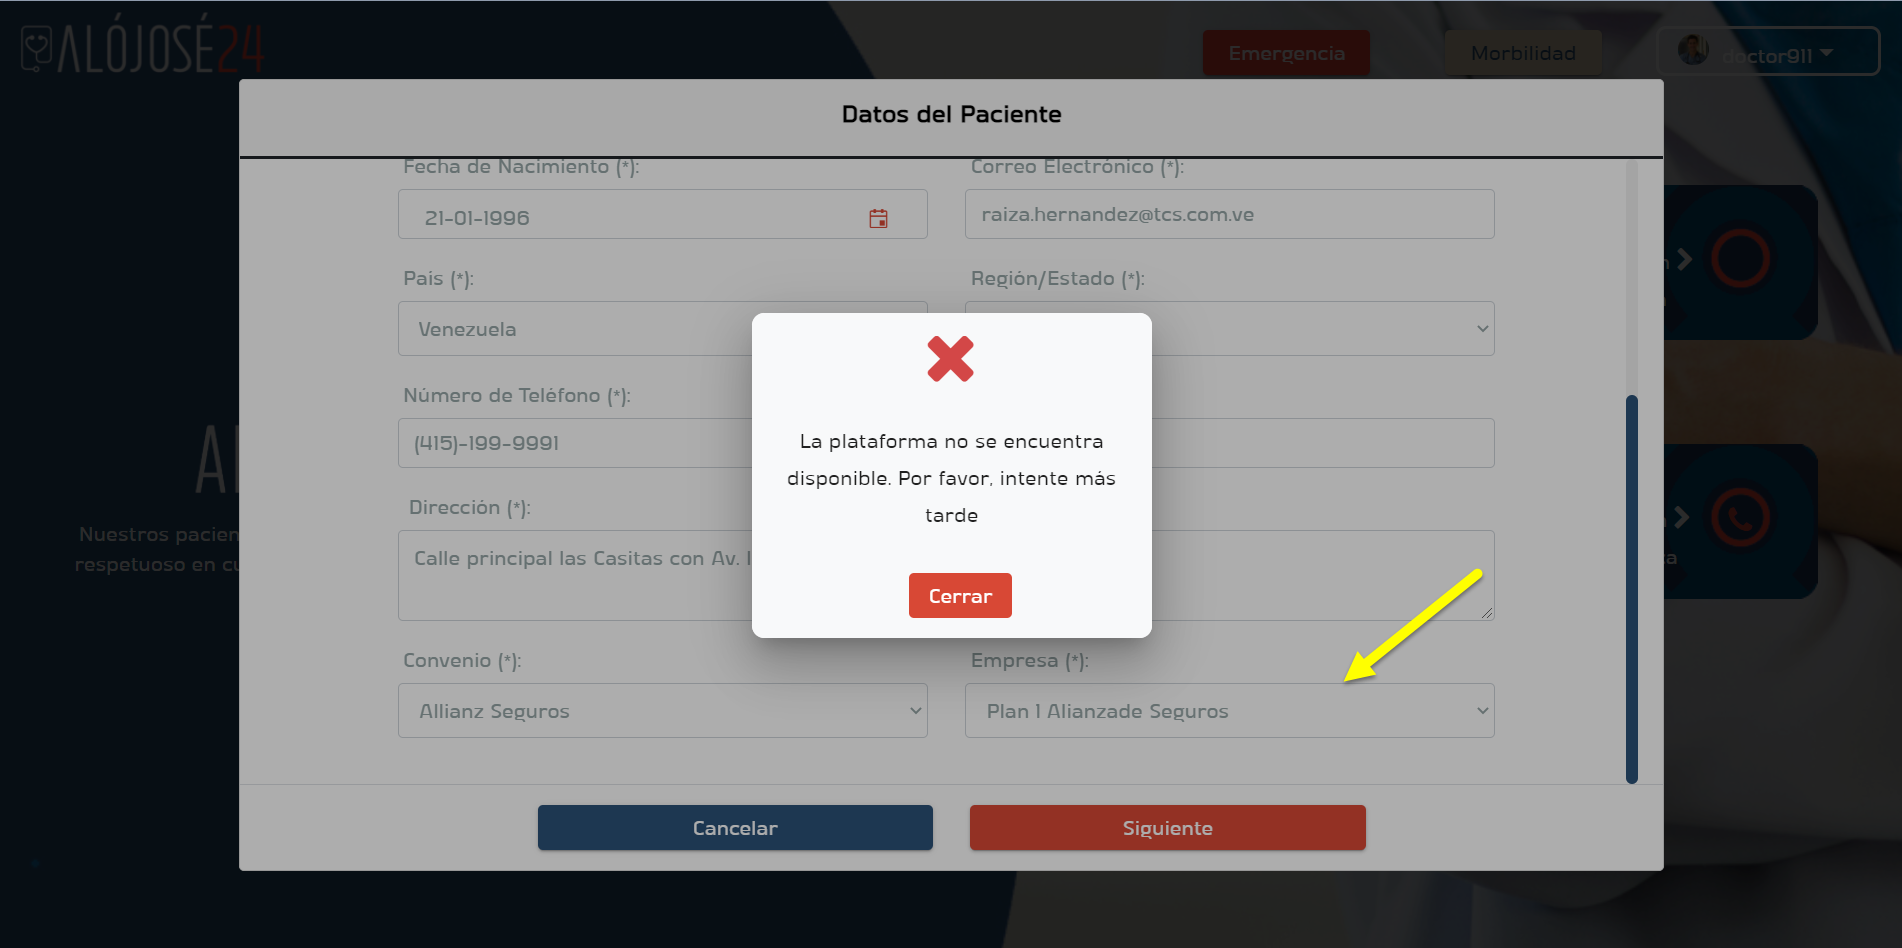 ALÓJOSÉ24
Emergencia
Morbilidad
doctor911
Datos del Paciente
Fecha de Nacimiento (*):
Correo Electrónico (*):
21-01-1996
raiza.hernandez@tcs.com.ve
País (*):
Región/Estado (*):
Venezuela
Número de Teléfono (*):
(415)-199-9991
La plataforma no se encuentra
disponible. Por favor, intente más
tarde
Cerrar
Dirección (*):
Calle principal las Casitas con Av.
Nuestros pacien
respetuoso en cu
Convenio (*):
Empresa (*):
Allianz Seguros
Plan 1 Alianzade Seguros
Cancelar
Siguiente